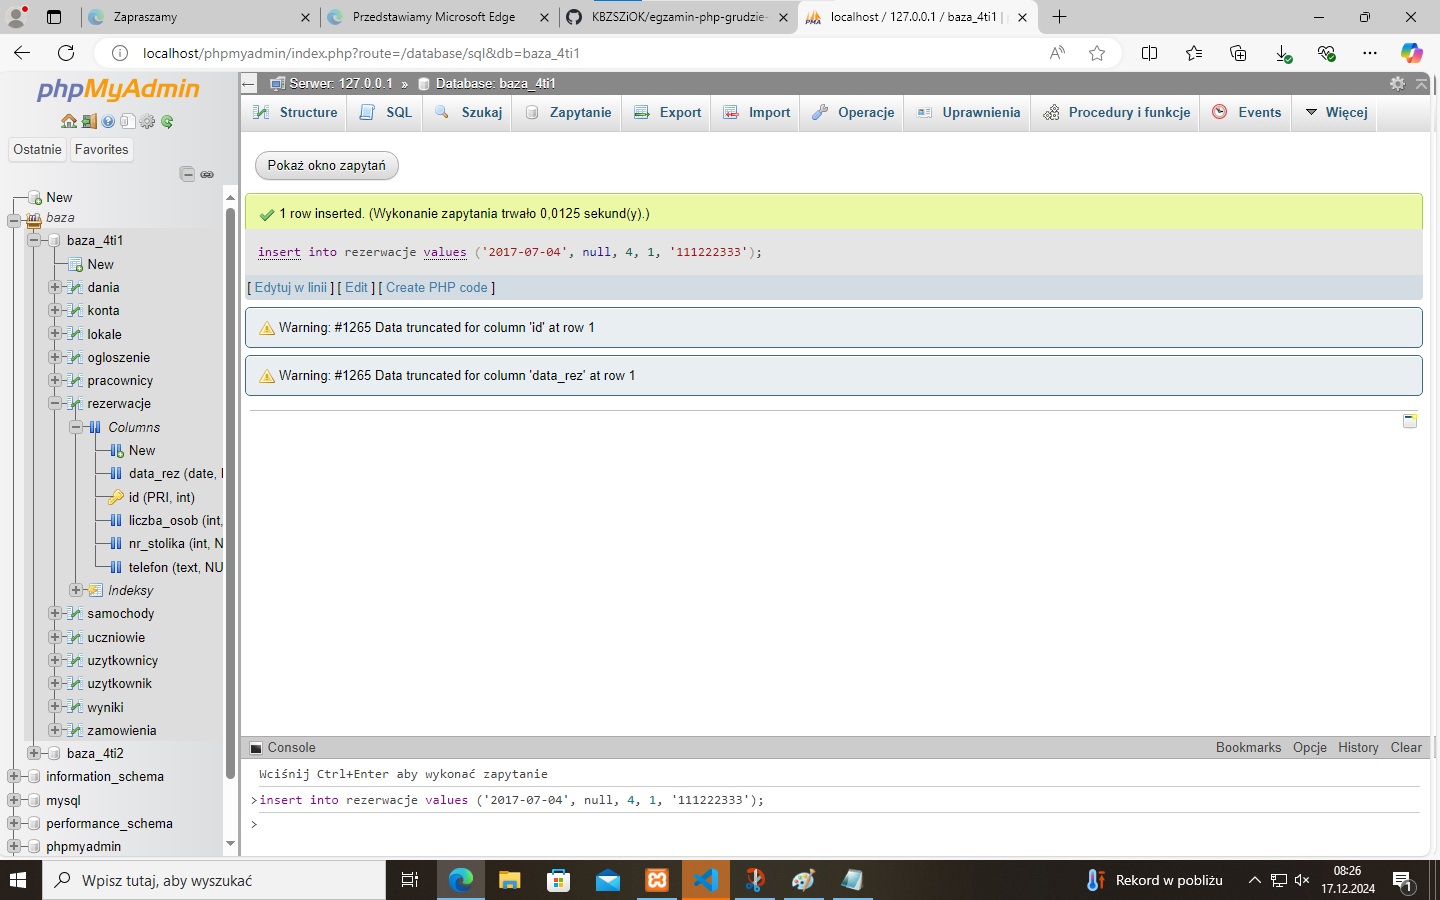 Zapraszamy
Przedstawiamy Microsoft Edge
KBZSZiOK/egzamin-php-grudzie
localhost / 127.0.0.1 / baza_4ti1 |
localhost/phpmyadmin/index.php?route=/database/sql&db=baza_4ti1
phpMyAdmin
Ostatnie
Favorites
New
baza
baza_4ti1
New
dania
konta
lokale
ogloszenie
pracownicy
rezerwacje
Columns
New
data_rez (date, 
id (PRI, int)
liczba_osob (int,
nr_stolika (int, N
telefon (text, NU
Indeksy
samochody
uczniowie
uzytkownicy
uzytkownik
wyniki
zamowienia
baza_4ti2
information_schema
mysql
performance_schema
phpmyadmin
Serwer: 127.0.0.1 » Database: baza_4ti1
Structure
SQL
Szukaj
Zapytanie
Export
Import
Operacje
Uprawnienia
Procedury i funkcje
Events
Więcej
Pokaż okno zapytań
1 row inserted. (Wykonanie zapytania trwało 0,0125 sekund(y).)
insert into rezerwacje values ('2017-07-04', null, 4, 1, '111222333');
[ Edytuj w linii ] [ Edit ] [ Create PHP code ]
Warning: #1265 Data truncated for column 'id' at row 1
Warning: #1265 Data truncated for column 'data_rez' at row 1
Console
Bookmarks
Opcje
History
Clear
Wciśnij Ctrl+Enter aby wykonać zapytanie
>insert into rezerwacje values ('2017-07-04', null, 4, 1, '111222333');
>
Wpisz tutaj, aby wyszukać
Rekord w pobliżu
08:26
17.12.2024
1